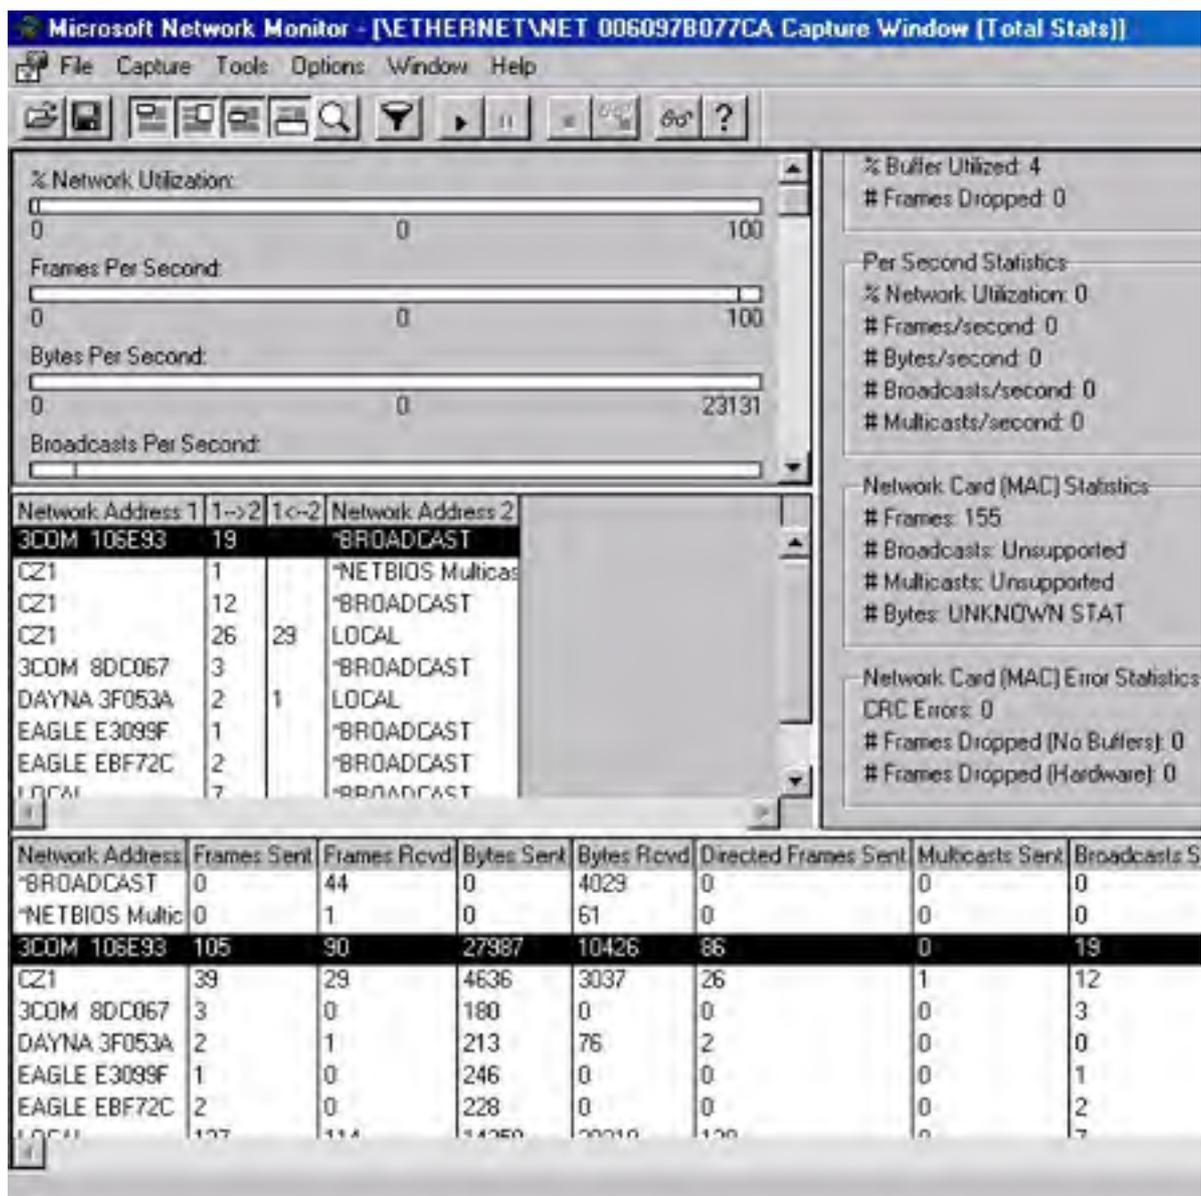 Microsoft Network Monitor - [\ETHERNET\NET 006097B077CA Capture Window (Total Stats)]
File Capture Tools Options Window Help
% Network Utilization:
0 0 100
Frames Per Second:
0 0 100
Bytes Per Second:
0 0 23131
Broadcasts Per Second:
% Buffer Utilized: 4
# Frames Dropped: 0
Per Second Statistics
% Network Utilization: 0
# Frames/second: 0
# Bytes/second: 0
# Broadcasts/second: 0
# Multicasts/second: 0
Network Card (MAC) Statistics
# Frames: 155
# Broadcasts: Unsupported
# Multicasts: Unsupported
# Bytes: UNKNOWN STAT
Network Card (MAC) Error Statistics
CRC Errors: 0
# Frames Dropped (No Buffers): 0
# Frames Dropped (Hardware): 0
Network Address 1 1-->2 1<--2 Network Address 2
3COM 106E93 19 *BROADCAST
CZ1 1 *NETBIOS Multicas
CZ1 12 *BROADCAST
CZ1 26 29 LOCAL
3COM 8DC067 3 *BROADCAST
DAYNA 3F053A 2 1 LOCAL
EAGLE E3099F 1 *BROADCAST
EAGLE EBF72C 2 *BROADCAST
LOCAL 7 *BROADCAST
Network Address Frames Sent Frames Rcvd Bytes Sent Bytes Rcvd Directed Frames Sent Multicasts Sent Broadcasts S
*BROADCAST 0 44 0 4029 0 0 0
*NETBIOS Multic 0 1 0 61 0 0 0
3COM 106E93 105 90 27987 10426 86 0 19
CZ1 39 29 4636 3037 26 1 12
3COM 8DC067 3 0 180 0 0 0 3
DAYNA 3F053A 2 1 213 76 2 0 0
EAGLE E3099F 1 0 246 0 0 0 1
EAGLE EBF72C 2 0 228 0 0 0 2
LOCAL